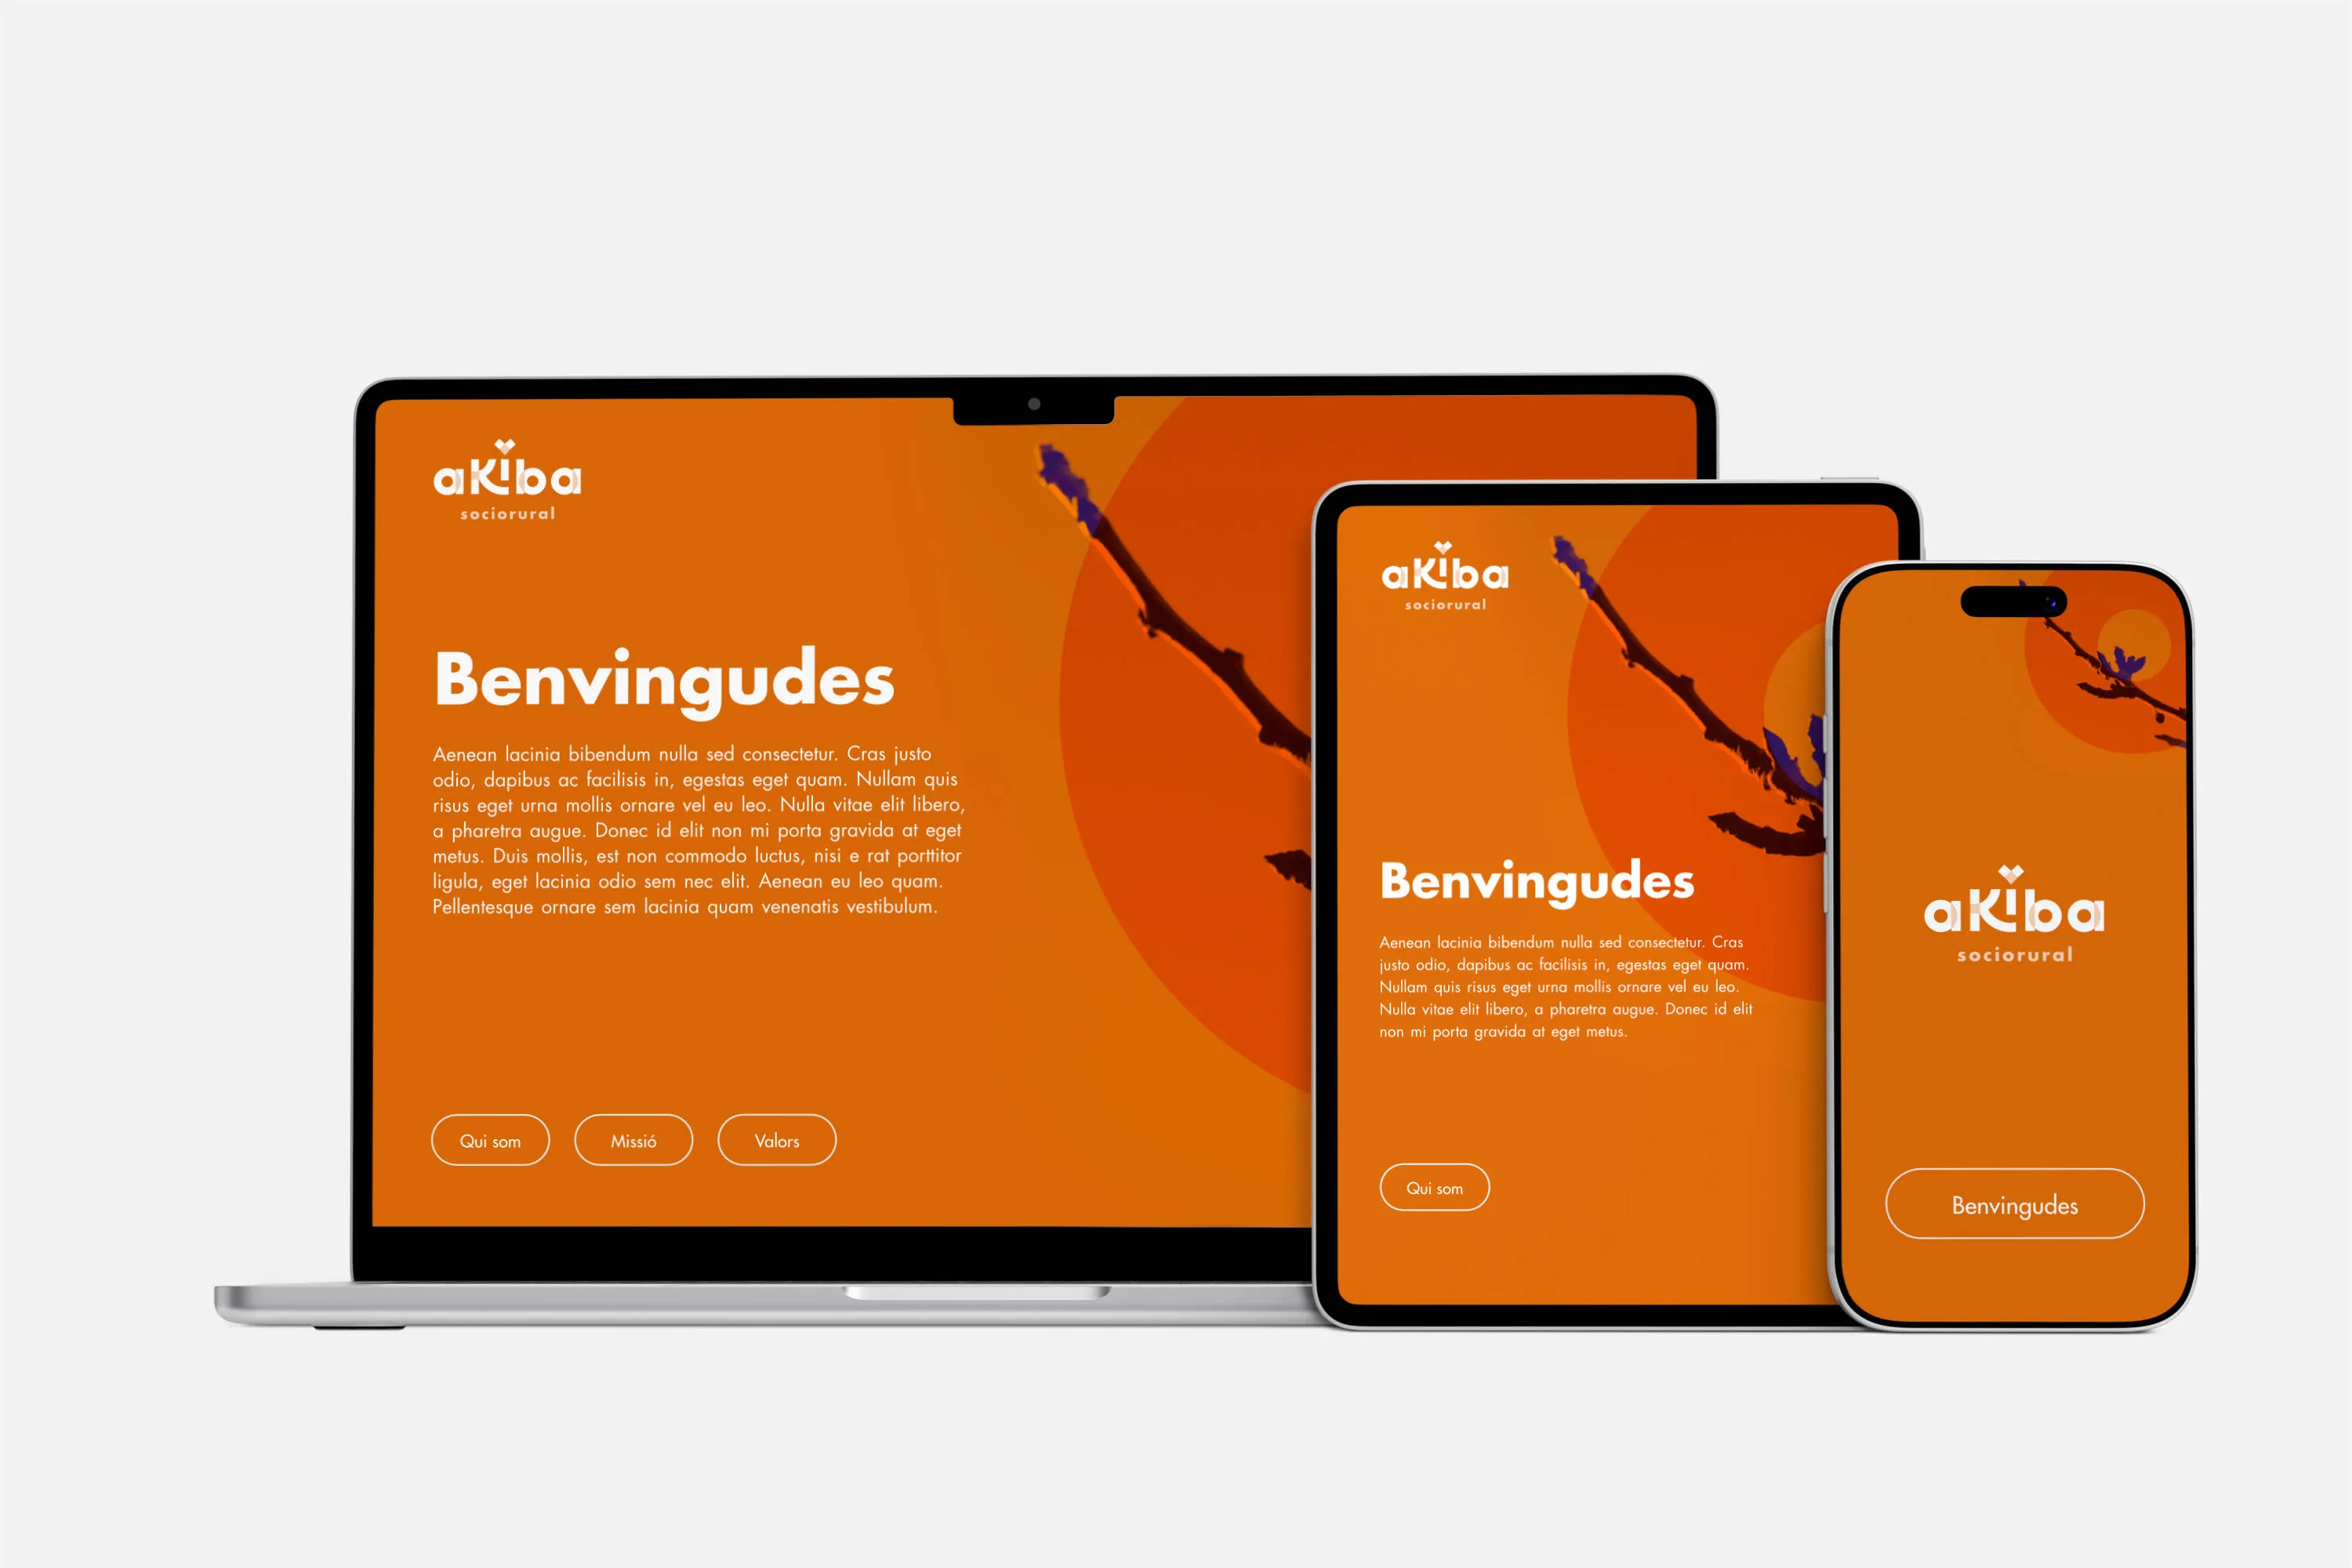 akiba
sociorural
Benvingudes
Aenean lacinia bibendum nulla sed consectetur. Cras justo
odio, dapibus ac facilisis in, egestas eget quam. Nullam quis
risus eget urna mollis ornare vel eu leo. Nulla vitae elit libero,
a pharetra augue. Donec id elit non mi porta gravida at eget
metus. Duis mollis, est non commodo luctus, nisi e rat porttitor
ligula, eget lacinia odio sem nec elit. Aenean eu leo quam.
Pellentesque ornare sem lacinia quam venenatis vestibulum.
Qui som
Missió
Valors
akiba
sociorural
Benvingudes
Aenean lacinia bibendum nulla sed consectetur. Cras
justo odio, dapibus ac facilisis in, egestas eget quam.
Nullam quis risus eget urna mollis ornare vel eu leo.
Nulla vitae elit libero, a pharetra augue. Donec id elit
non mi porta gravida at eget metus.
Qui som
akiba
sociorural
Benvingudes